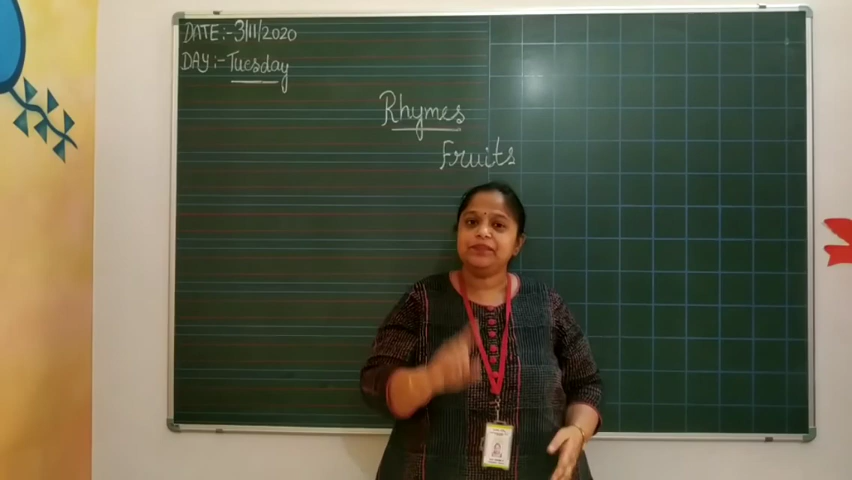 DATE:- 3/11/2020
DAY:- Tuesday
Rhymes
Fruits